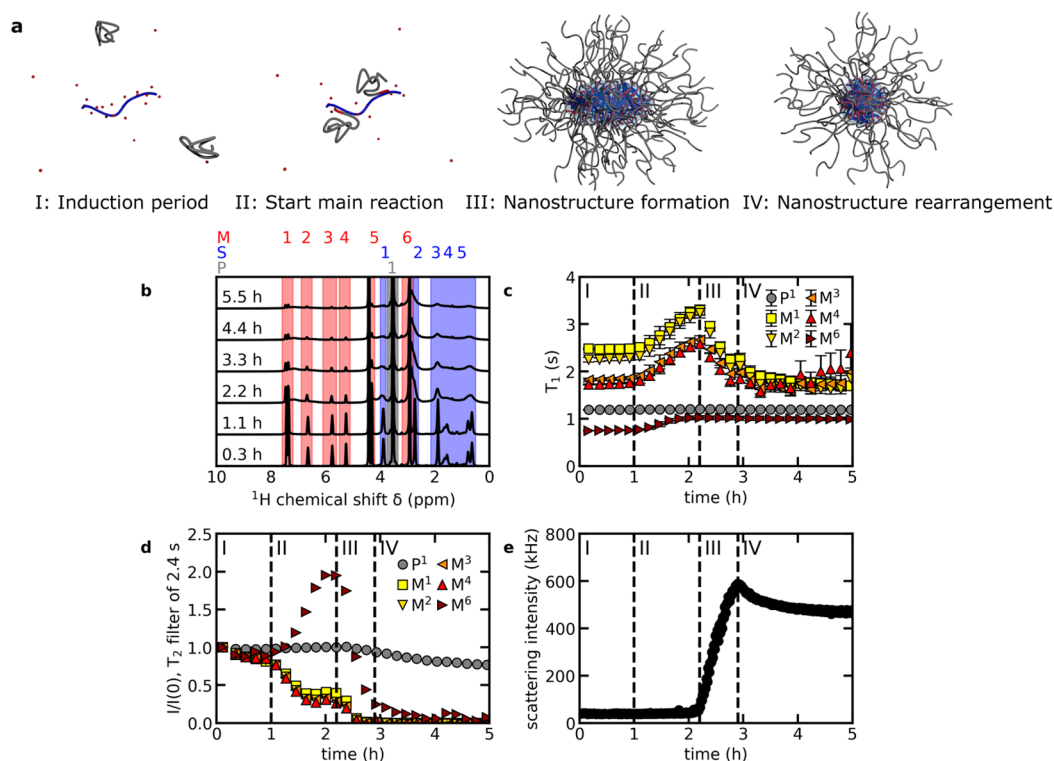 a
I: Induction period II: Start main reaction III: Nanostructure formation IV: Nanostructure rearrangement
M 1 2 3 4 5 6
S 1 2 3 4 5
P 1
b
5.5 h
4.4 h
3.3 h
2.2 h
1.1 h
0.3 h
10 8 6 4 2 0
¹H chemical shift δ (ppm)
c
I II III IV
P¹ M³
M¹ M⁴
M² M⁶
4
3
2
1
0
T₁ (s)
0 1 2 3 4 5
time (h)
d
I II III IV
P¹ M³
M¹ M⁴
M² M⁶
2.5
2.0
1.5
1.0
0.5
0.0
I/I(0), T₂ filter of 2.4 s
0 1 2 3 4 5
time (h)
e
I II III IV
800
600
400
200
0
scattering intensity (kHz)
0 1 2 3 4 5
time (h)